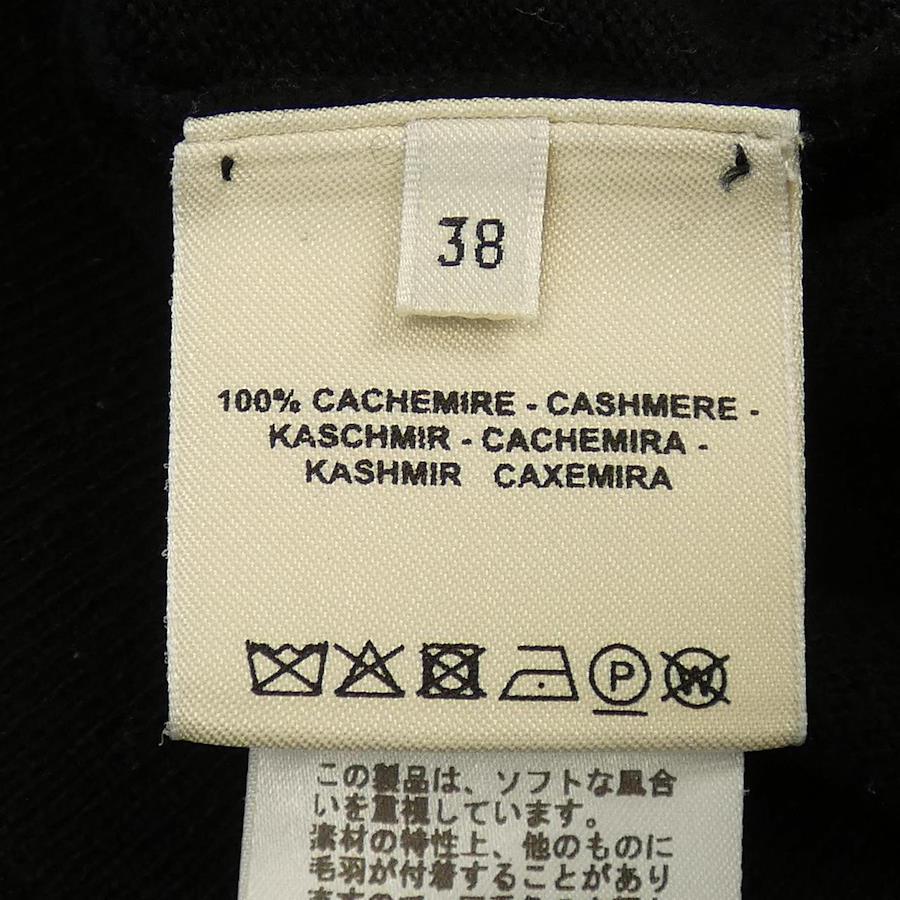 38
100% CACHEMIRE - CASHMERE -
KASCHMIR - CACHEMIRA -
KASHMIR CAXEMIRA
P
W
この製品は、ソフトな風合
いを重視しています。
素材の特性上、他のものに
毛羽が付着することがあり